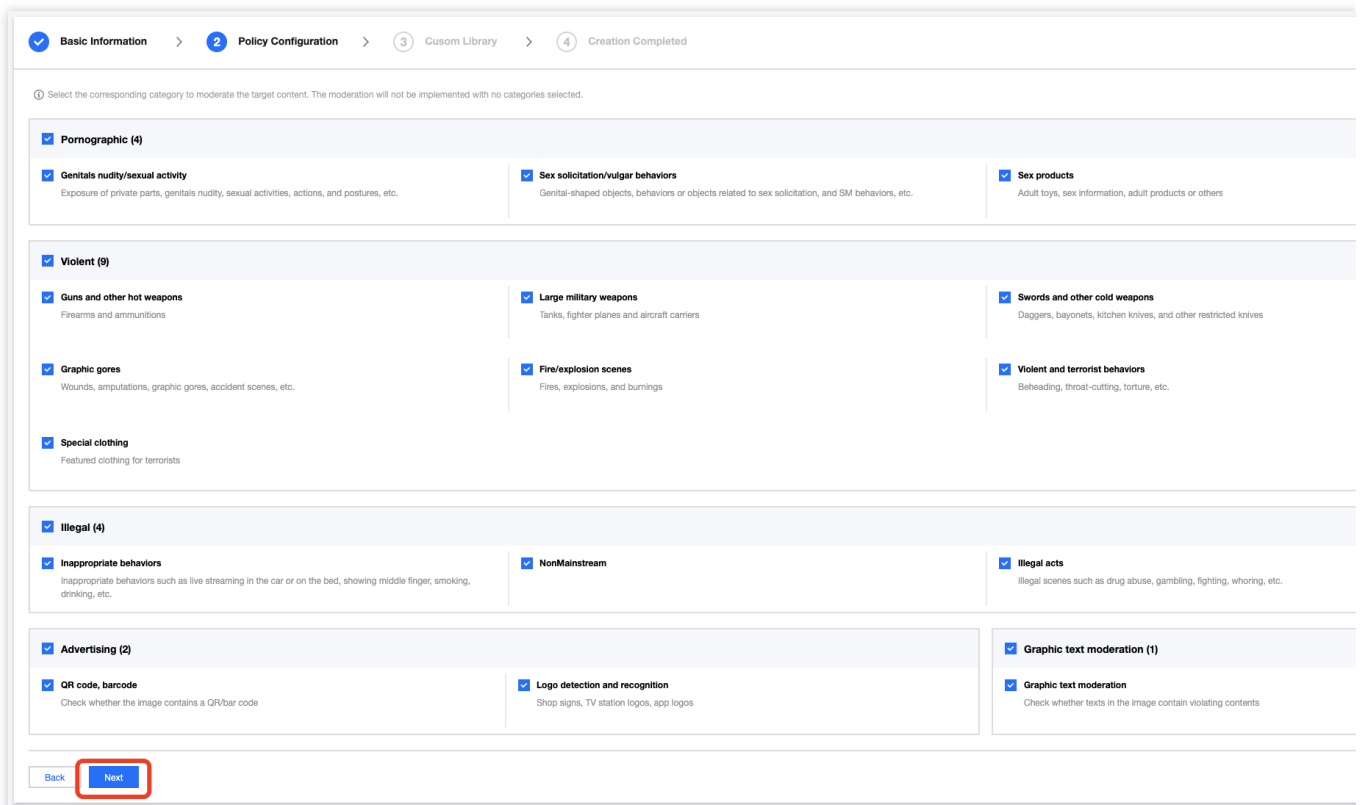 Basic Information > 2 Policy Configuration > 3 Cusom Library > 4 Creation Completed
Select the corresponding category to moderate the target content. The moderation will not be implemented with no categories selected.
Pornographic (4)
Genitals nudity/sexual activity
Exposure of private parts, genitals nudity, sexual activities, actions, and postures, etc.
Sex solicitation/vulgar behaviors
Genital-shaped objects, behaviors or objects related to sex solicitation, and SM behaviors, etc.
Sex products
Adult toys, sex information, adult products or others
Violent (9)
Guns and other hot weapons
Firearms and ammunitions
Large military weapons
Tanks, fighter planes and aircraft carriers
Swords and other cold weapons
Daggers, bayonets, kitchen knives, and other restricted knives
Graphic gores
Wounds, amputations, graphic gores, accident scenes, etc.
Fire/explosion scenes
Fires, explosions, and burnings
Violent and terrorist behaviors
Beheading, throat-cutting, torture, etc.
Special clothing
Featured clothing for terrorists
Illegal (4)
Inappropriate behaviors
Inappropriate behaviors such as live streaming in the car or on the bed, showing middle finger, smoking,
drinking, etc.
NonMainstream
Illegal acts
Illegal scenes such as drug abuse, gambling, fighting, whoring, etc.
Advertising (2)
QR code, barcode
Check whether the image contains a QR/bar code
Logo detection and recognition
Shop signs, TV station logos, app logos
Graphic text moderation (1)
Graphic text moderation
Check whether texts in the image contain violating contents
Back
Next